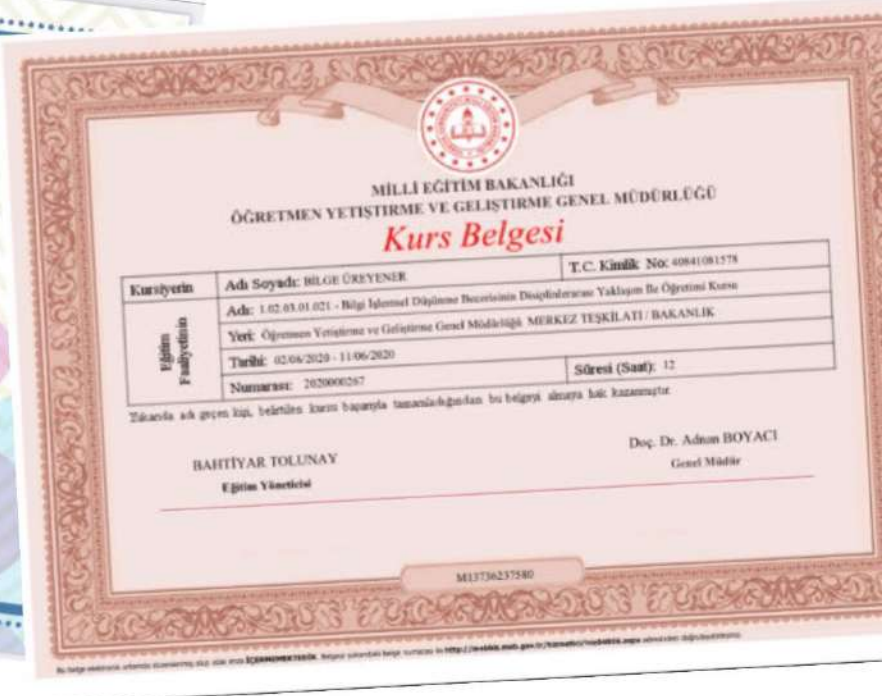 MİLLİ EĞİTİM BAKANLIĞI
ÖĞRETMEN YETİŞTİRME VE GELİŞTİRME GENEL MÜDÜRLÜĞÜ
Kurs Belgesi
Kursiyerin Adı Soyadı: BİLGE ÜREYENER T.C. Kimlik No: 40841081578
Eğitim Faaliyetinin
Adı: 1.02.03.01.021 - Bilgi İşlemsel Düşünme Becerisinin Disiplinlerarası Yaklaşım İle Öğretimi Kursu
Yeri: Öğretmen Yetiştirme ve Geliştirme Genel Müdürlüğü MERKEZ TEŞKİLATI / BAKANLIK
Tarihi: 02/06/2020 - 11/06/2020
Numarası: 2020000267 Süresi (Saat): 12
Yukarıda adı geçen kişi, belirtilen kursu başarıyla tamamladığından bu belgeyi almaya hak kazanmıştır.
BAHTİYAR TOLUNAY
Eğitim Yöneticisi
Doç. Dr. Adnan BOYACI
Genel Müdür
M13736237580